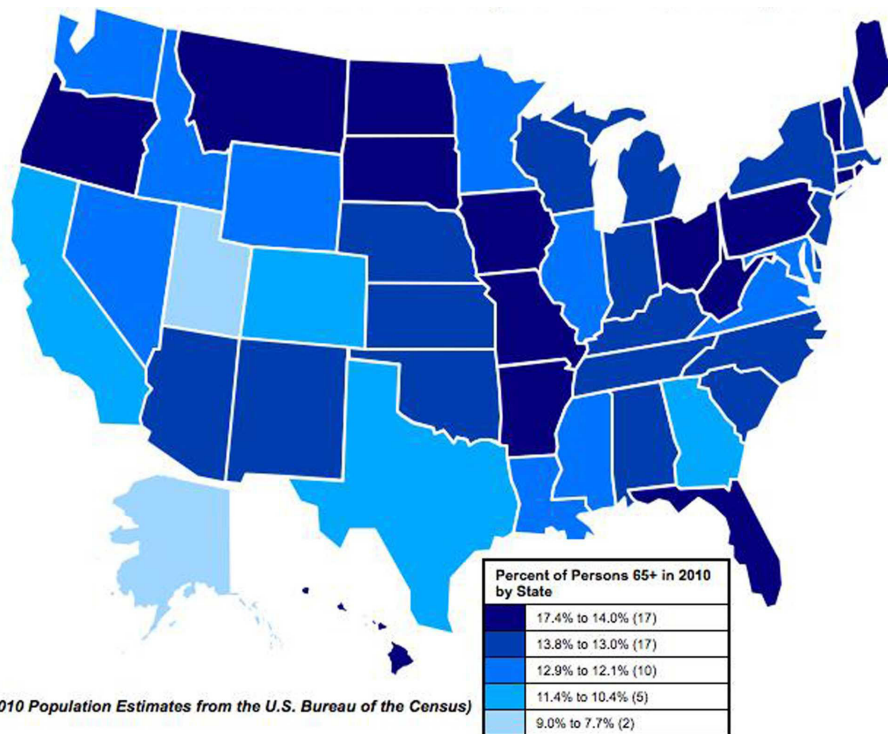 Percent of Persons 65+ in 2010
by State
17.4% to 14.0% (17)
13.8% to 13.0% (17)
12.9% to 12.1% (10)
11.4% to 10.4% (5)
9.0% to 7.7% (2)
010 Population Estimates from the U.S. Bureau of the Census)